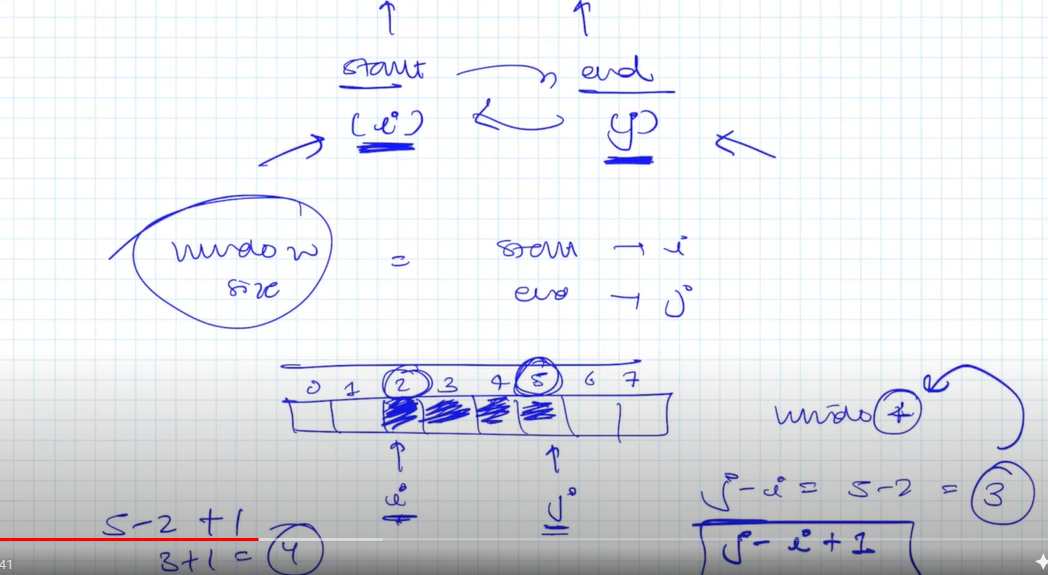 start end
(i) (j)
window size = start → i
end → j
0 1 2 3 4 5 6 7
window 4
i j
j - i = 5-2 = 3
5-2+1
j - i + 1
3+1 = 4
41